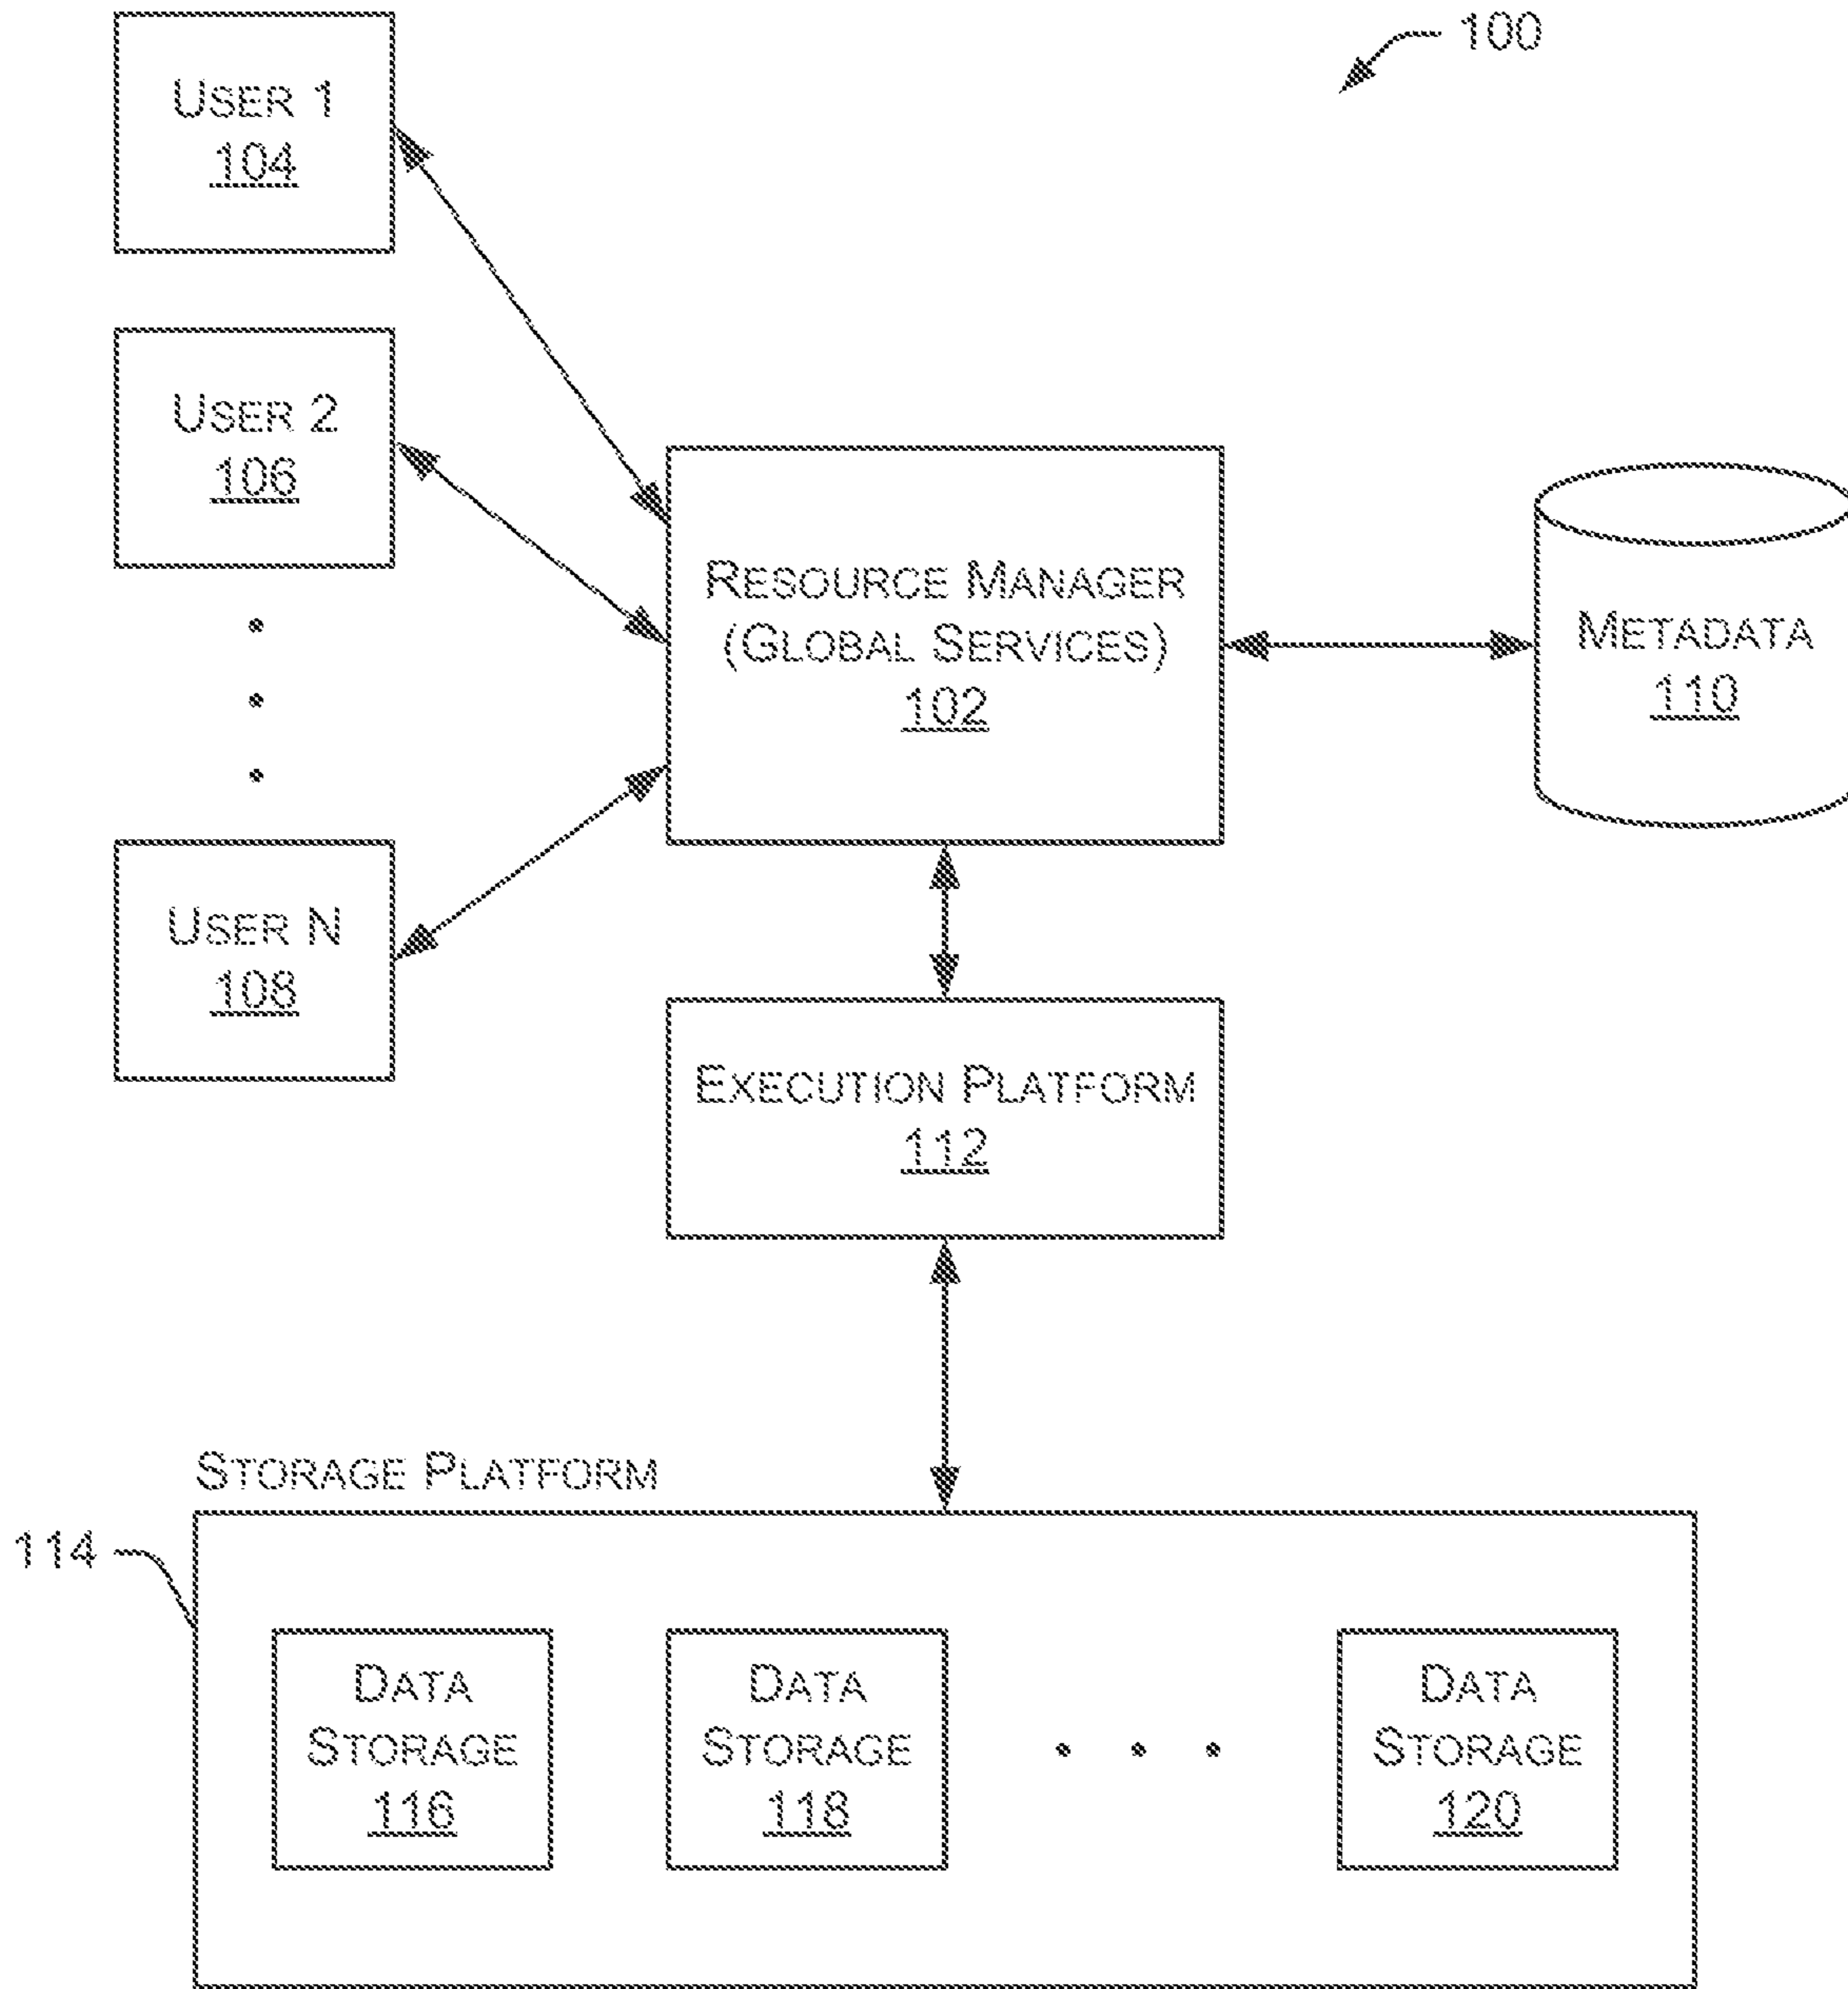 100
USER 1
104
USER 2
106
RESOURCE MANAGER
(GLOBAL SERVICES)
102
METADATA
110
USER N
108
EXECUTION PLATFORM
112
STORAGE PLATFORM
114
DATA
STORAGE
116
DATA
STORAGE
118
DATA
STORAGE
120